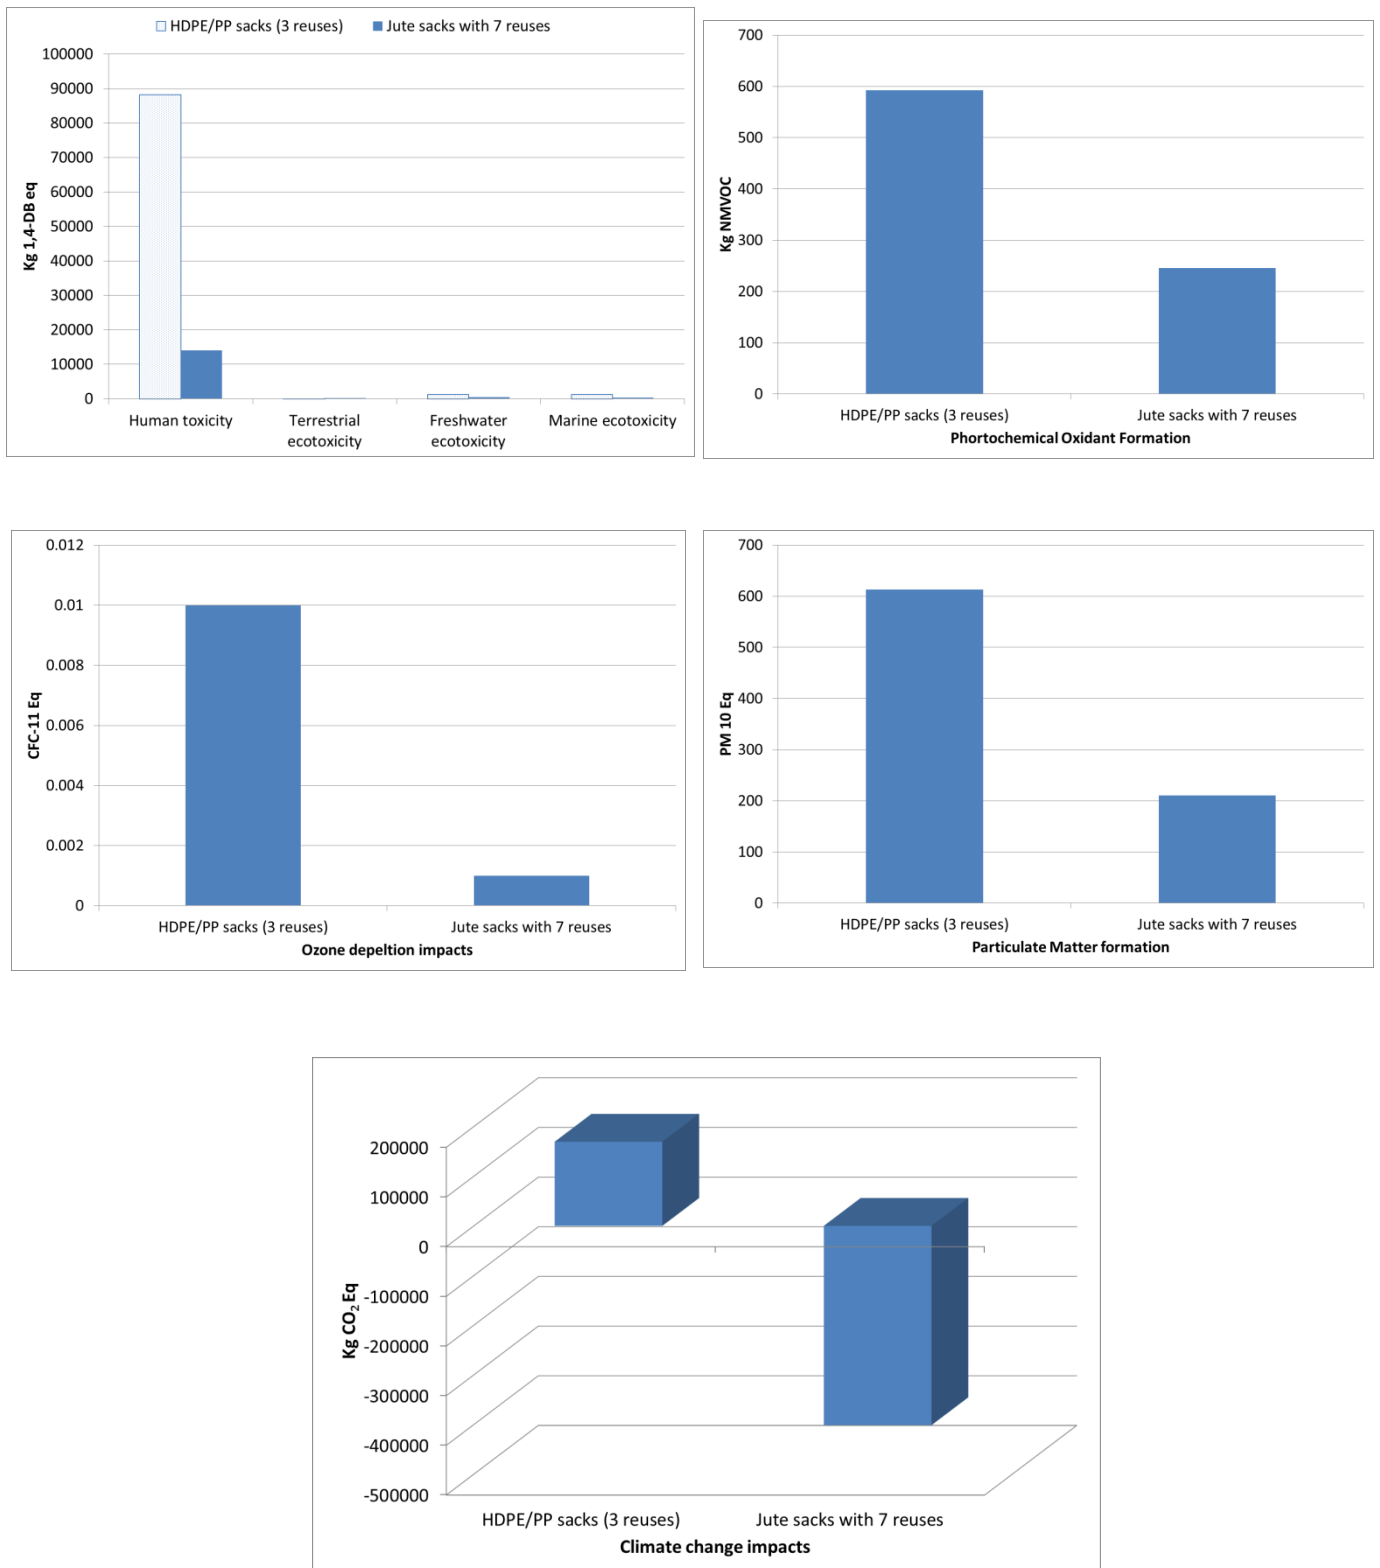 HDPE/PP sacks (3 reuses) Jute sacks with 7 reuses
100000
90000
80000
70000
60000
50000
40000
30000
20000
10000
0
Kg 1,4-DB eq
Human toxicity Terrestrial Freshwater Marine ecotoxicity
ecotoxicity ecotoxicity
700
600
500
400
300
200
100
0
Kg NMVOC
HDPE/PP sacks (3 reuses) Jute sacks with 7 reuses
Phortochemical Oxidant Formation
0.012
0.01
0.008
0.006
0.004
0.002
0
CFC-11 Eq
HDPE/PP sacks (3 reuses) Jute sacks with 7 reuses
Ozone depeltion impacts
700
600
500
400
300
200
100
0
PM 10 Eq
HDPE/PP sacks (3 reuses) Jute sacks with 7 reuses
Particulate Matter formation
200000
100000
0
-100000
-200000
-300000
-400000
-500000
Kg CO₂ Eq
HDPE/PP sacks (3 reuses) Jute sacks with 7 reuses
Climate change impacts